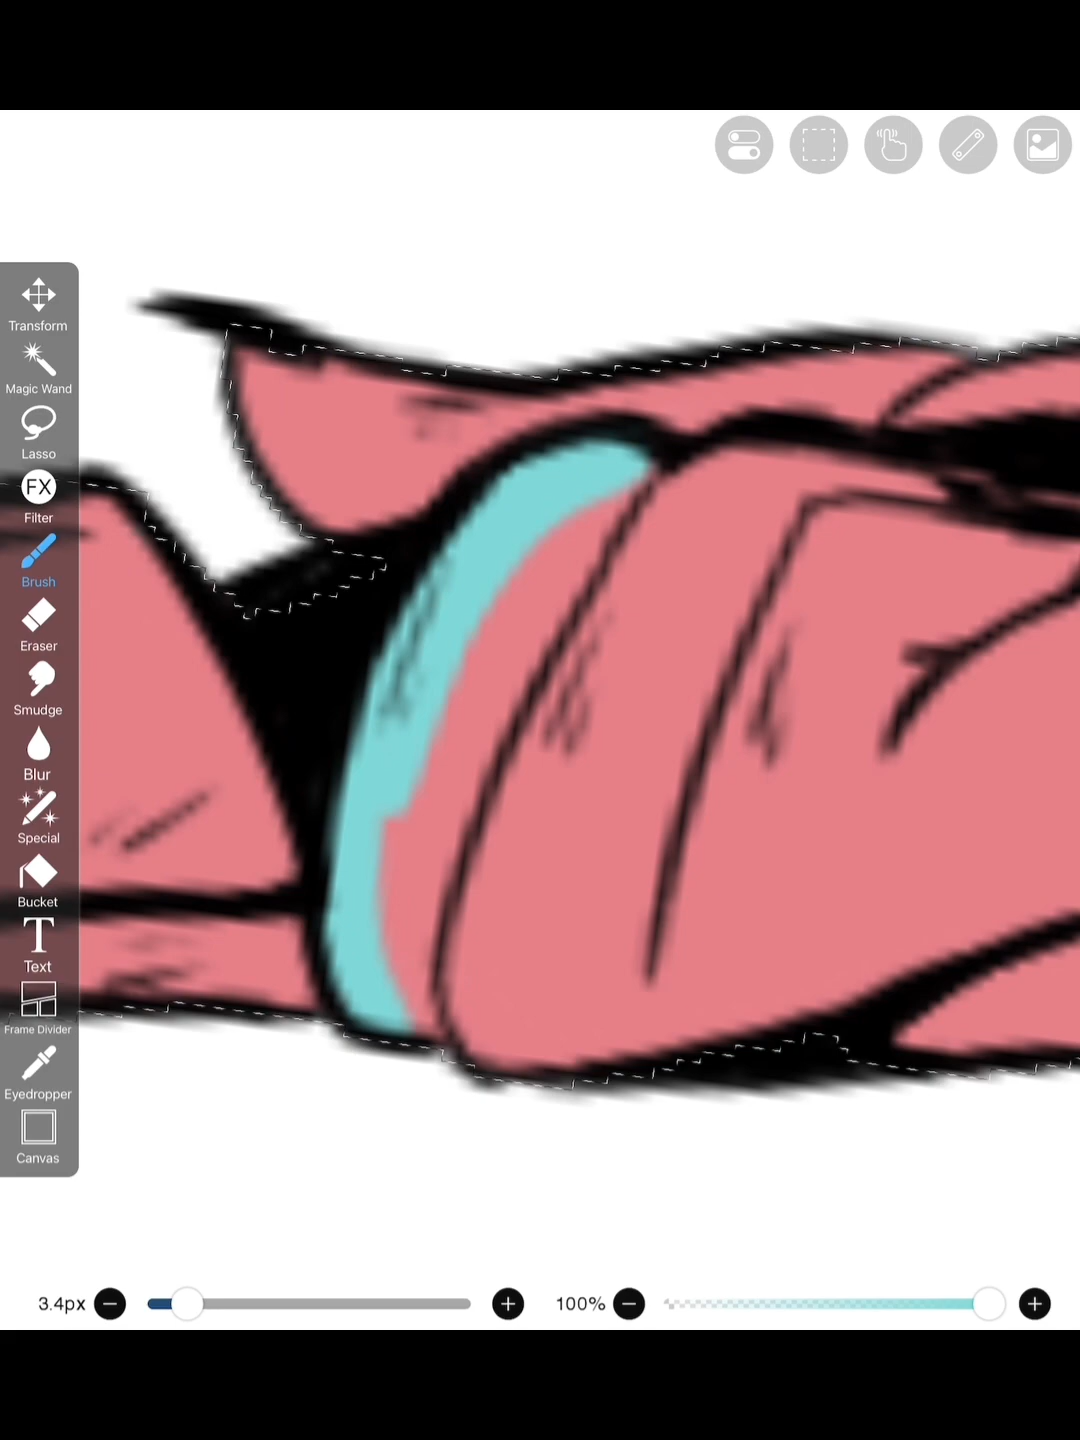 Transform
Magic Wand
Lasso
FX
Filter
Brush
Eraser
Smudge
Blur
Special
Bucket
T
Text
Frame Divider
Eyedropper
Canvas
3.4px
100%